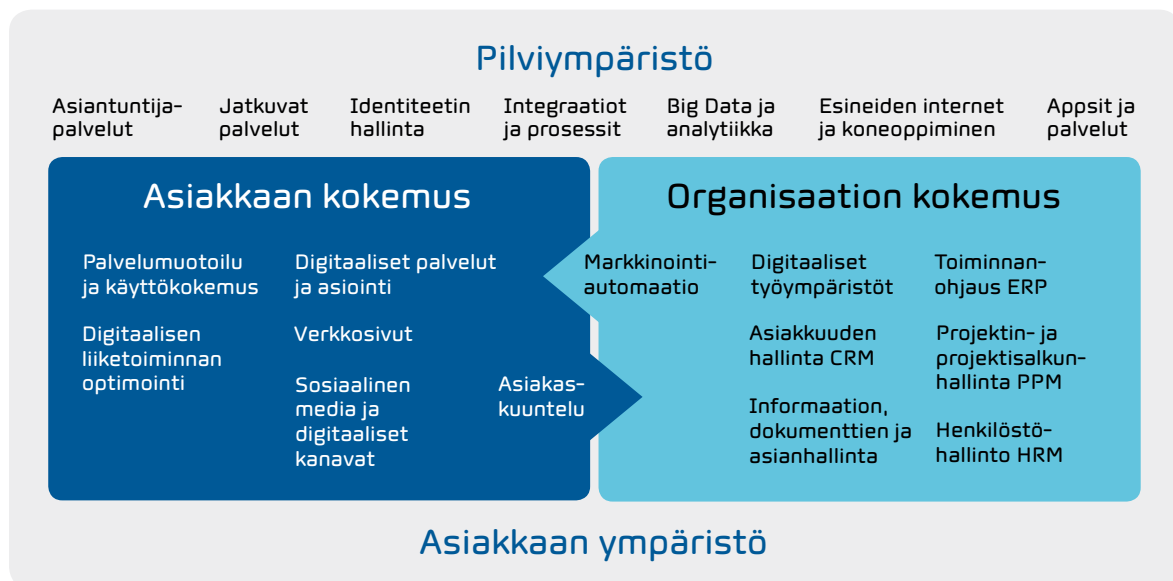 Pilviympäristö
Asiantuntija-
palvelut
Jatkuvat
palvelut
Identiteetin
hallinta
Integraatiot
ja prosessit
Big Data ja
analytiikka
Esineiden internet
ja koneoppiminen
Appsit ja
palvelut
Asiakkaan kokemus
Palvelumuotoilu
ja käyttökokemus
Digitaalisen
liiketoiminnan
optimointi
Digitaaliset palvelut
ja asiointi
Verkkosivut
Sosiaalinen
media ja
digitaaliset
kanavat
Asiakas-
kuuntelu
Organisaation kokemus
Markkinointi-
automaatio
Digitaaliset
työympäristöt
Asiakkuuden
hallinta CRM
Informaation,
dokumenttien ja
asianhallinta
Toiminnan-
ohjaus ERP
Projektin- ja
projektisalkun-
hallinta PPM
Henkilöstö-
hallinto HRM
Asiakkaan ympäristö